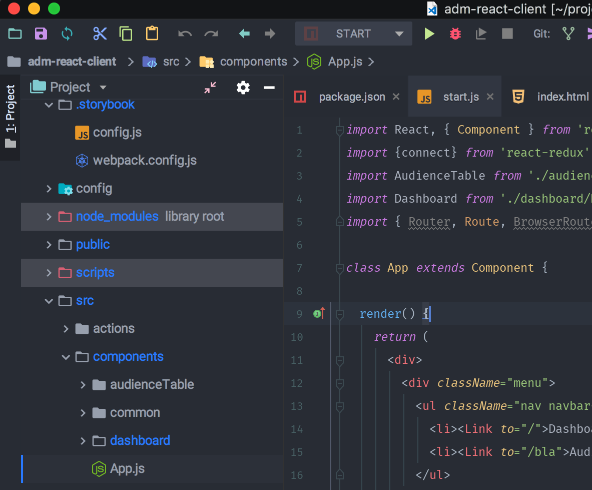 adm-react-client [~/proj
START
Git:
adm-react-client > src > components > App.js >
1: Project
Project
package.json
start.js
index.html
.storybook
config.js
webpack.config.js
config
node_modules library root
public
scripts
src
actions
components
audienceTable
common
dashboard
App.js
1 import React, { Component } from 're
2 import {connect} from 'react-redux'
3 import AudienceTable from './audienc
4 import Dashboard from './dashboard/
5 import { Router, Route, BrowserRoute
6
7 class App extends Component {
8
9 render() {
10 return (
11 <div>
12 <div className="menu">
13 <ul className="nav navbar
14 <li><Link to="/">Dashboa
15 <li><Link to="/bla">Aud
16 </ul>